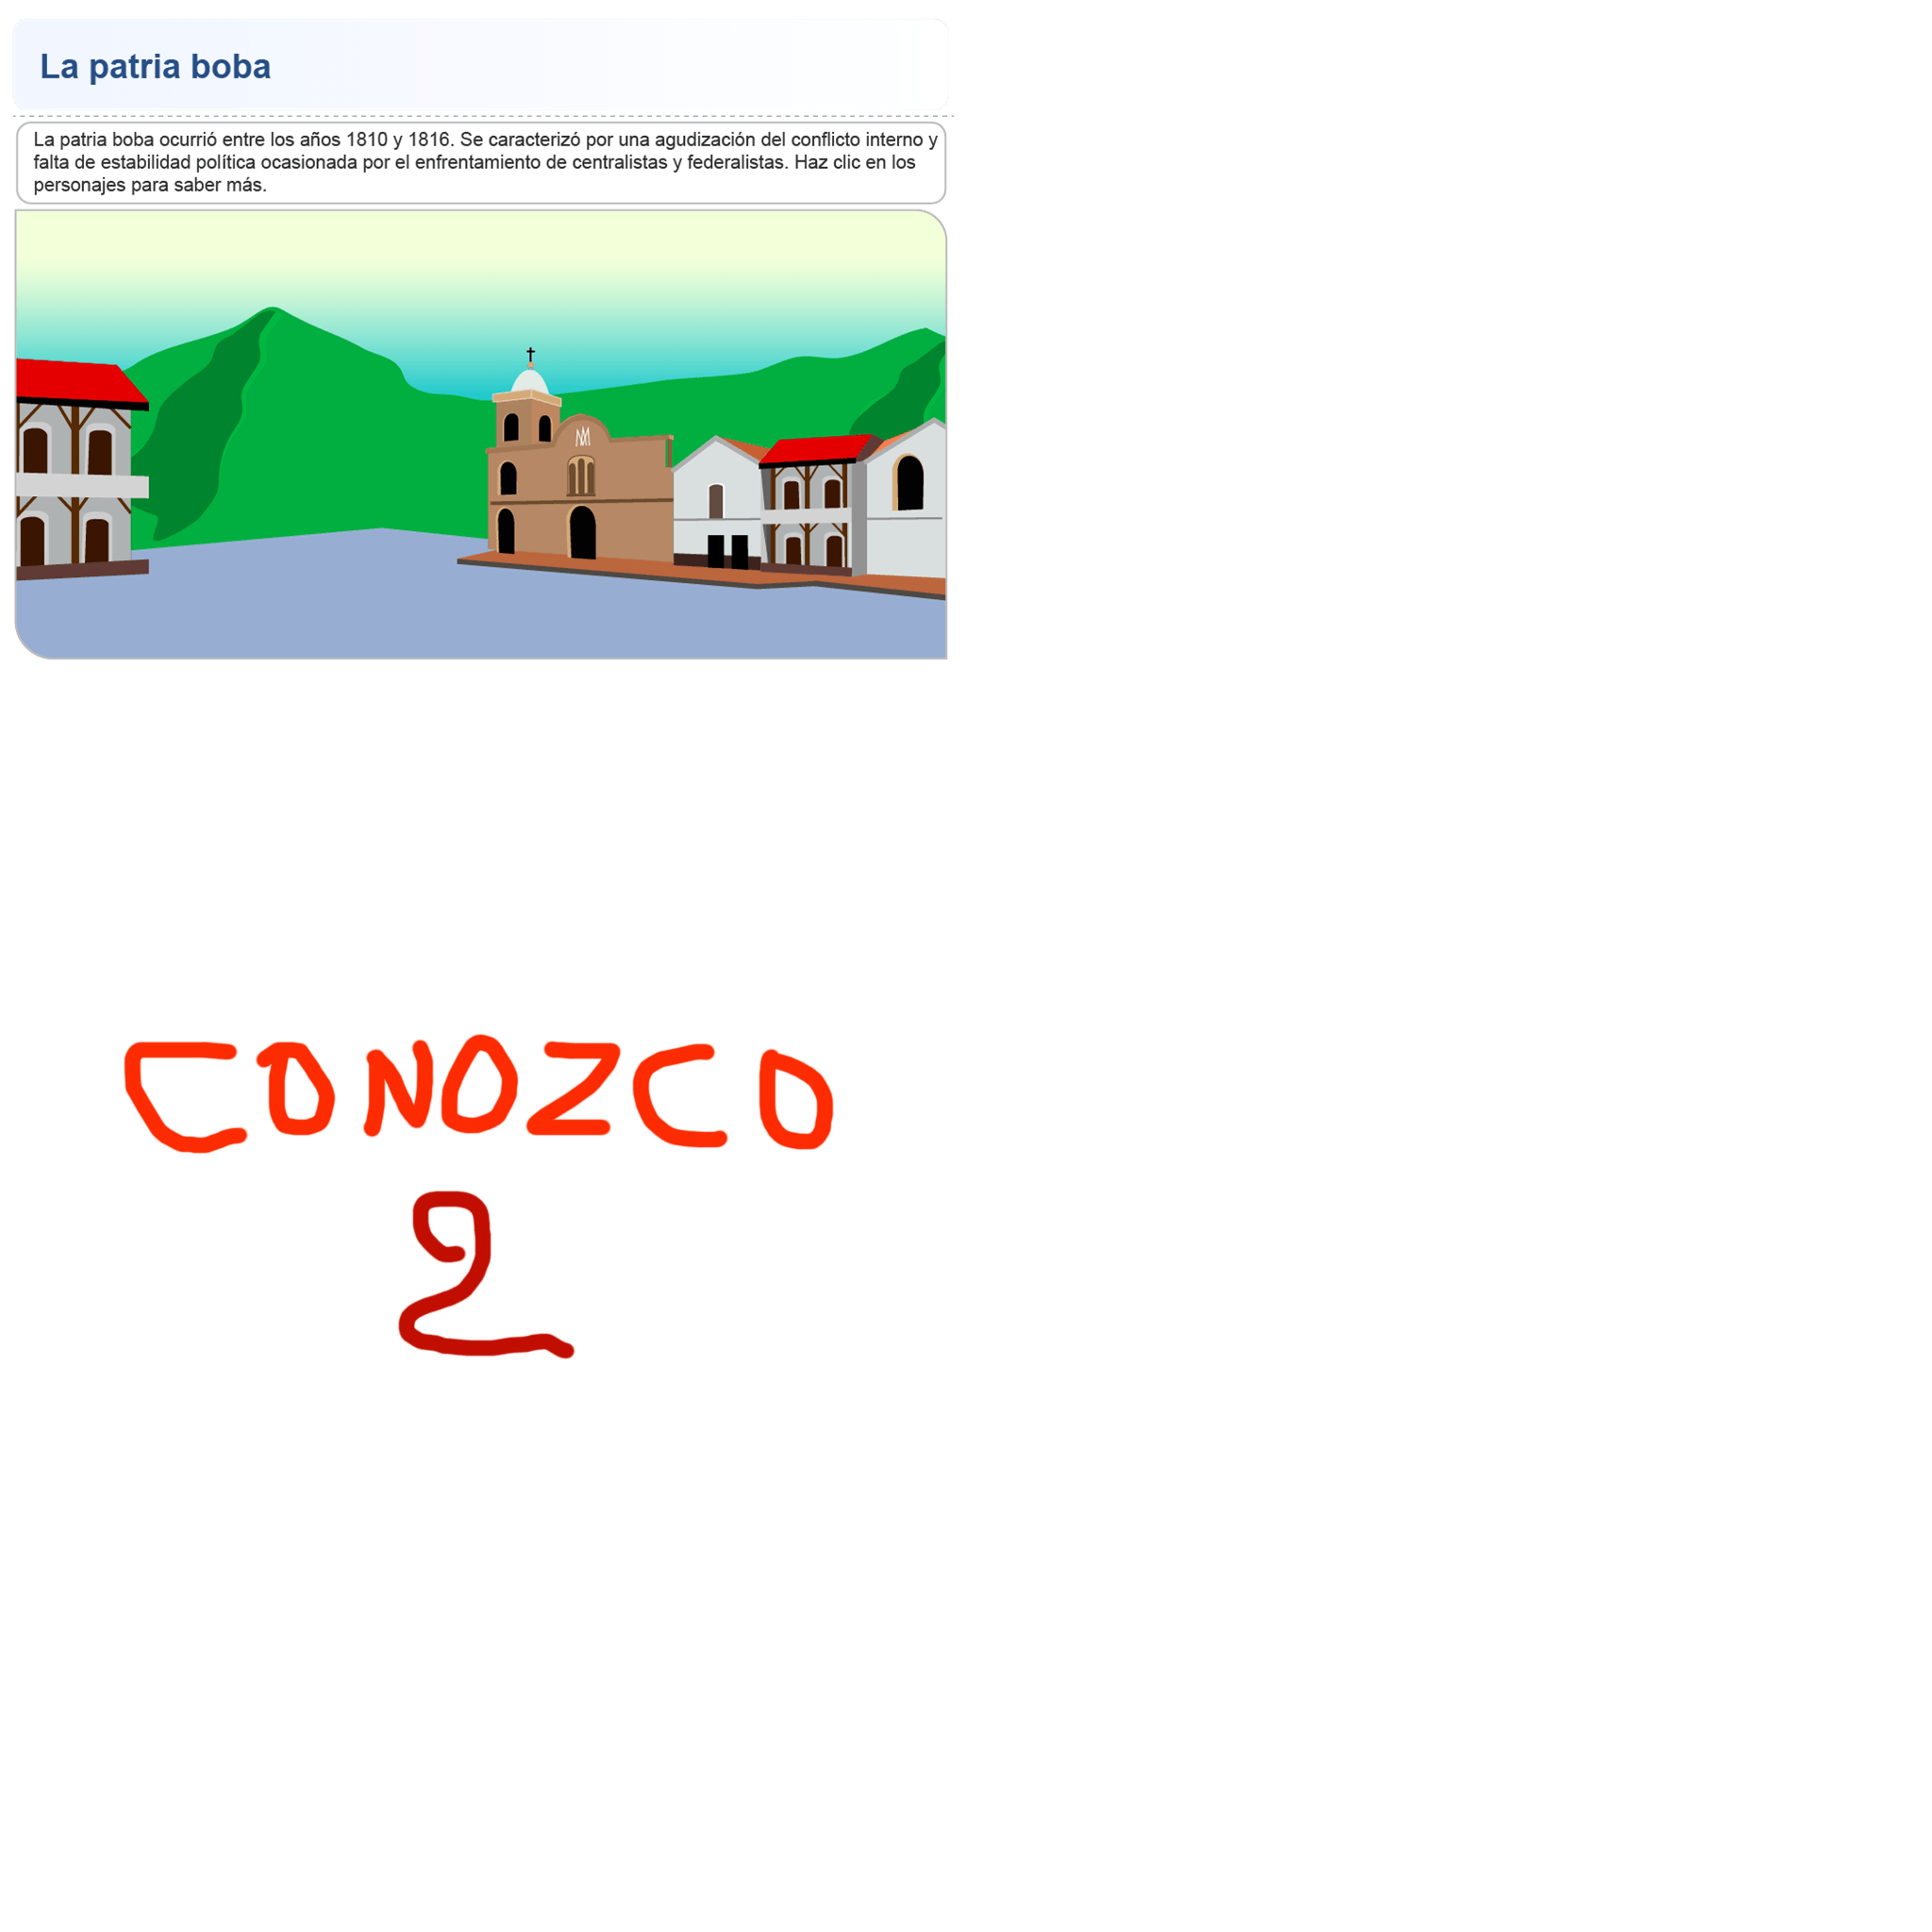 La patria boba
La patria boba ocurrió entre los años 1810 y 1816. Se caracterizó por una agudización del conflicto interno y
falta de estabilidad política ocasionada por el enfrentamiento de centralistas y federalistas. Haz clic en los
personajes para saber más.
CONOZCO
2